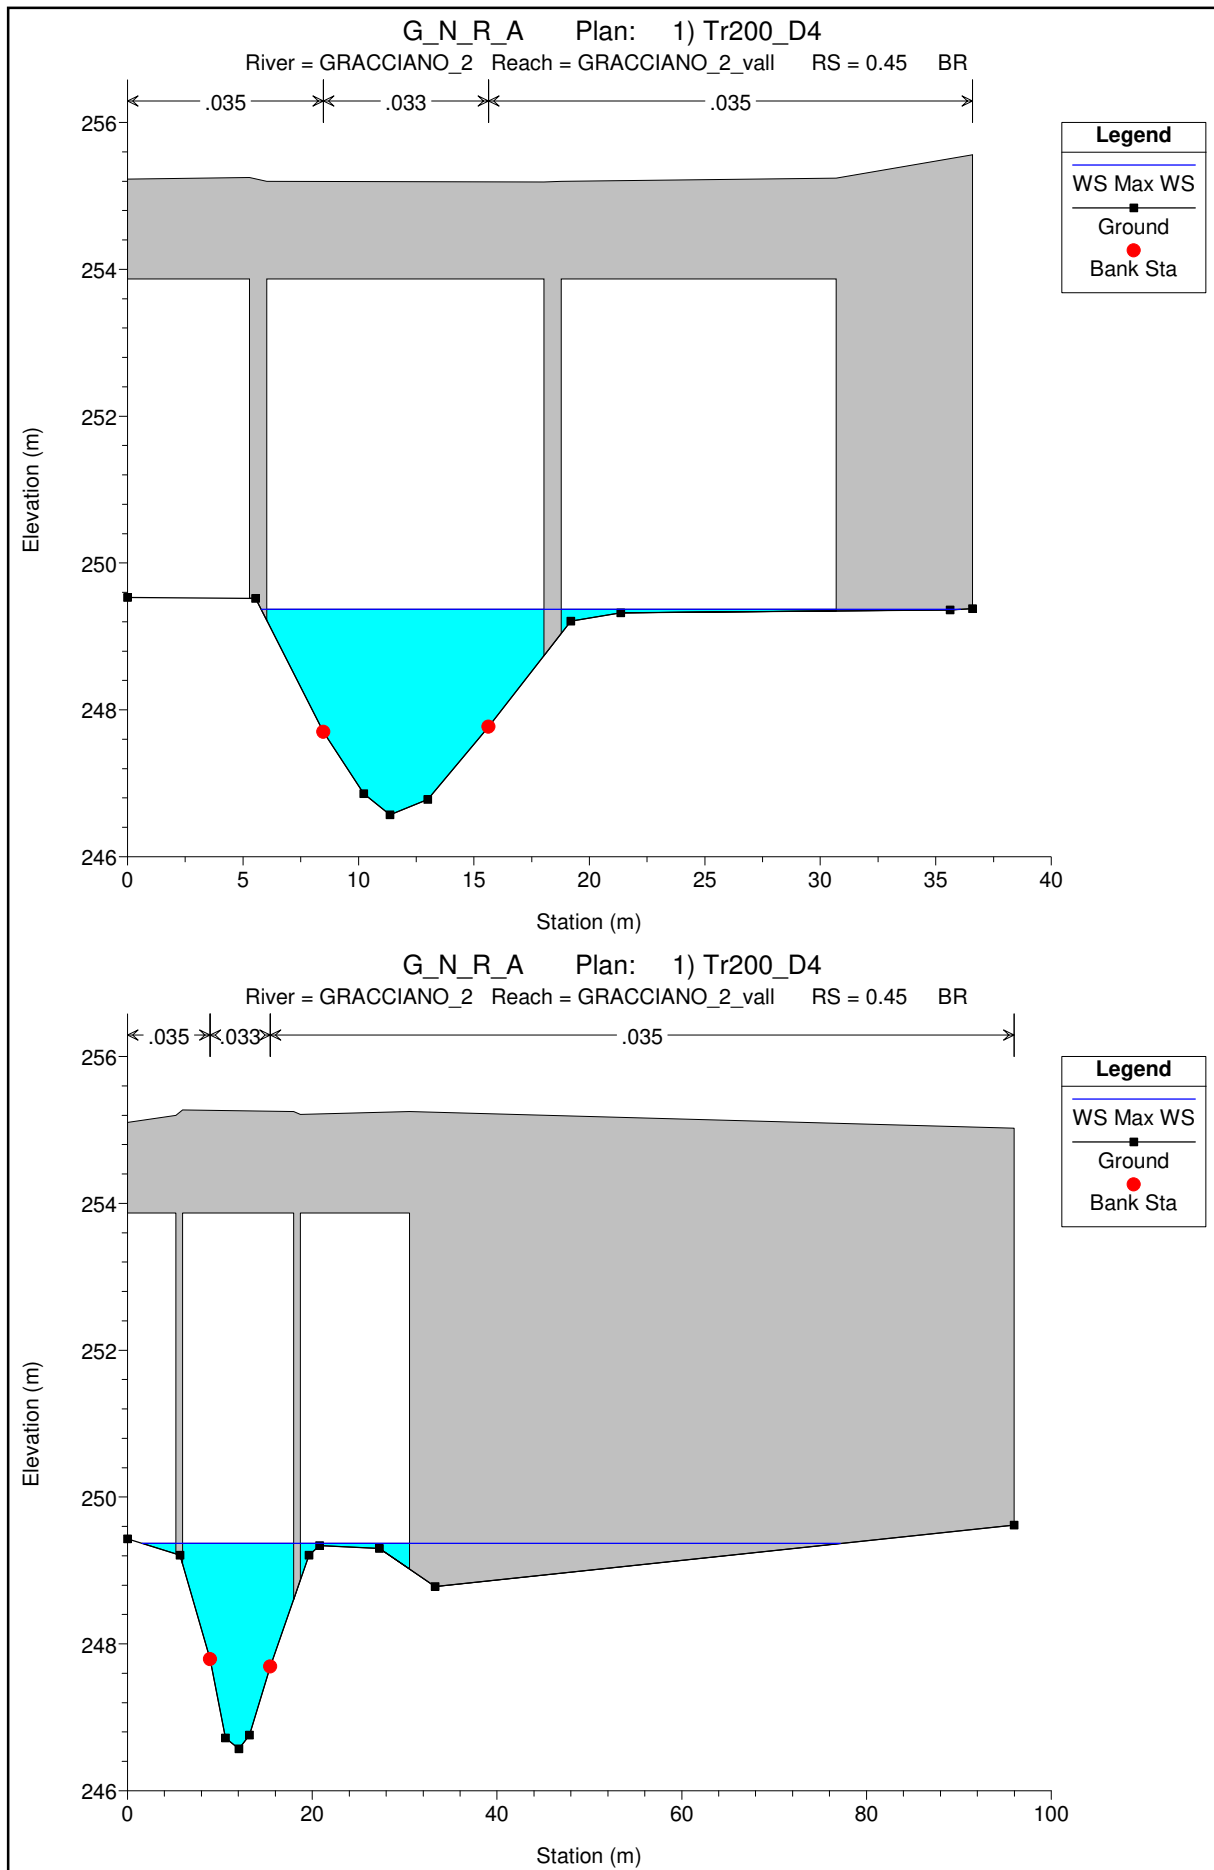 G_N_R_A Plan: 1) Tr200_D4
River = GRACCIANO_2 Reach = GRACCIANO_2_vall RS = 0.45 BR
.035 .033 .035
256
254
252
250
248
246
Elevation (m)
0 5 10 15 20 25 30 35 40
Station (m)
Legend
WS Max WS
Ground
Bank Sta
G_N_R_A Plan: 1) Tr200_D4
River = GRACCIANO_2 Reach = GRACCIANO_2_vall RS = 0.45 BR
.035 .033 .035
256
254
252
250
248
246
Elevation (m)
0 20 40 60 80 100
Station (m)
Legend
WS Max WS
Ground
Bank Sta